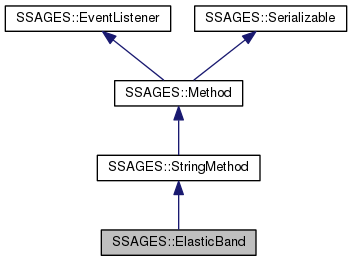 SSAGES::EventListener
SSAGES::Serializable
SSAGES::Method
SSAGES::StringMethod
SSAGES::ElasticBand